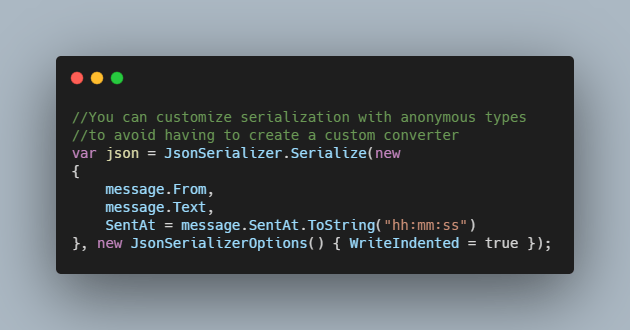 //You can customize serialization with anonymous types
//to avoid having to create a custom converter
var json = JsonSerializer.Serialize(new
{
    message.From,
    message.Text,
    SentAt = message.SentAt.ToString("hh:mm:ss")
}, new JsonSerializerOptions() { WriteIndented = true });